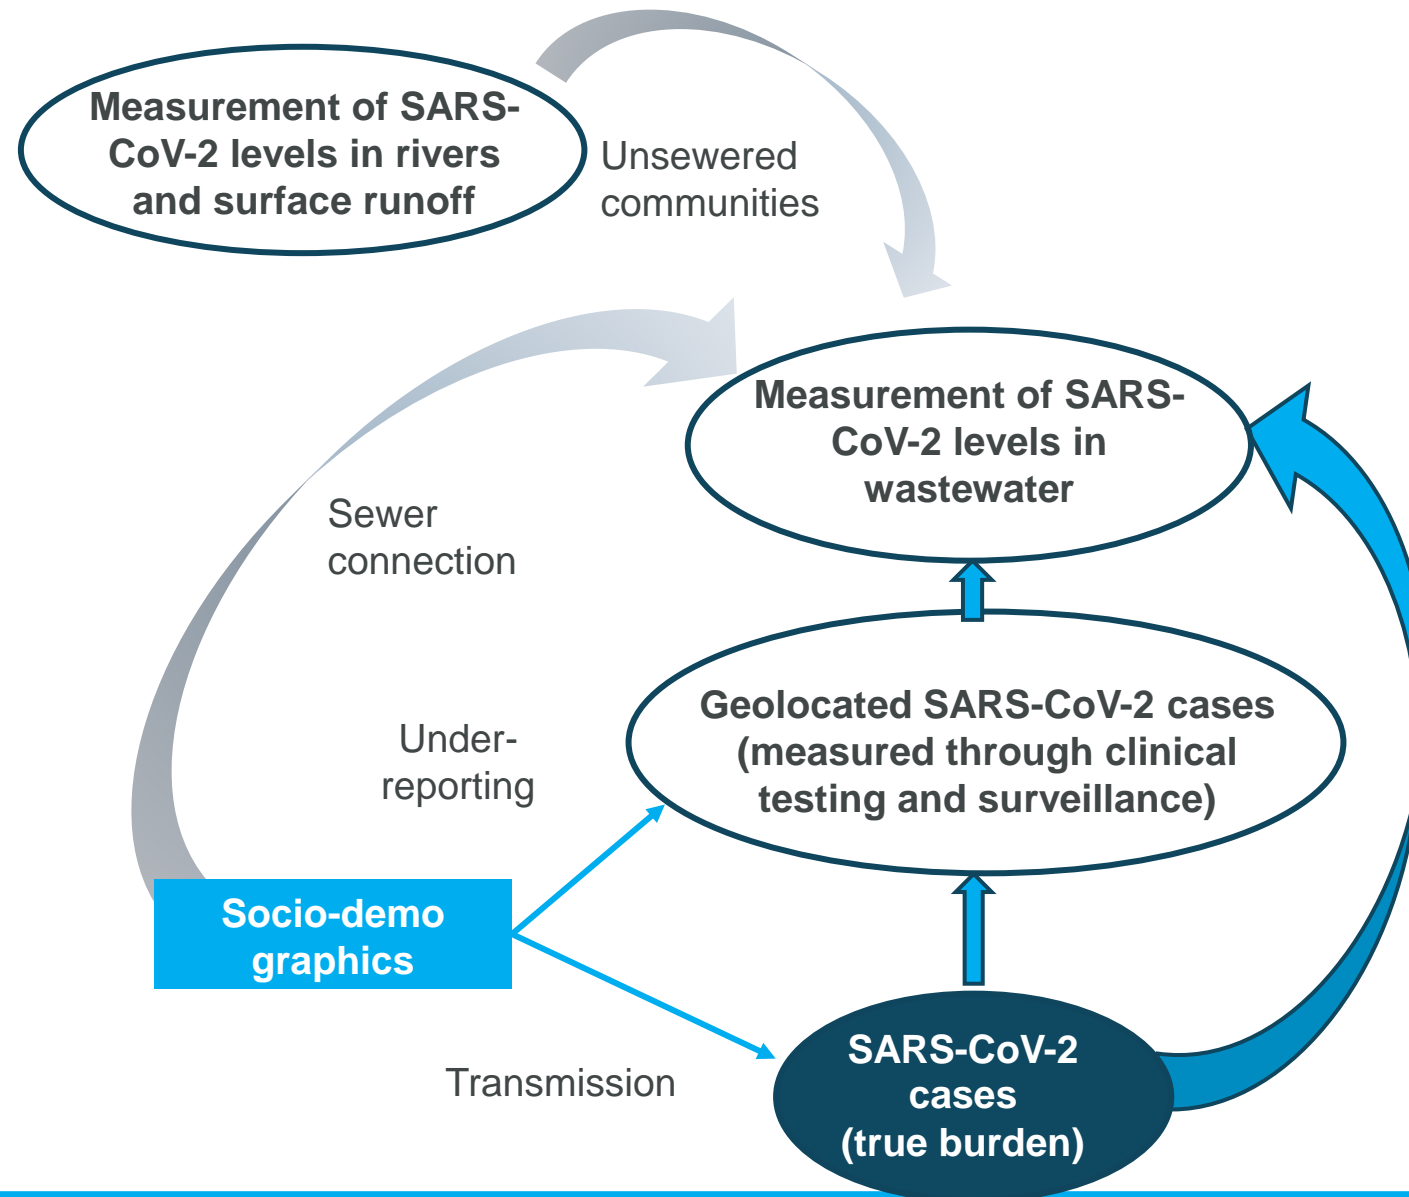 Measurement of SARS-
CoV-2 levels in rivers
and surface runoff
Unsewered
communities
Measurement of SARS-
CoV-2 levels in
wastewater
Sewer
connection
Geolocated SARS-CoV-2 cases
(measured through clinical
testing and surveillance)
Under-
reporting
Socio-demo
graphics
SARS-CoV-2
cases
(true burden)
Transmission